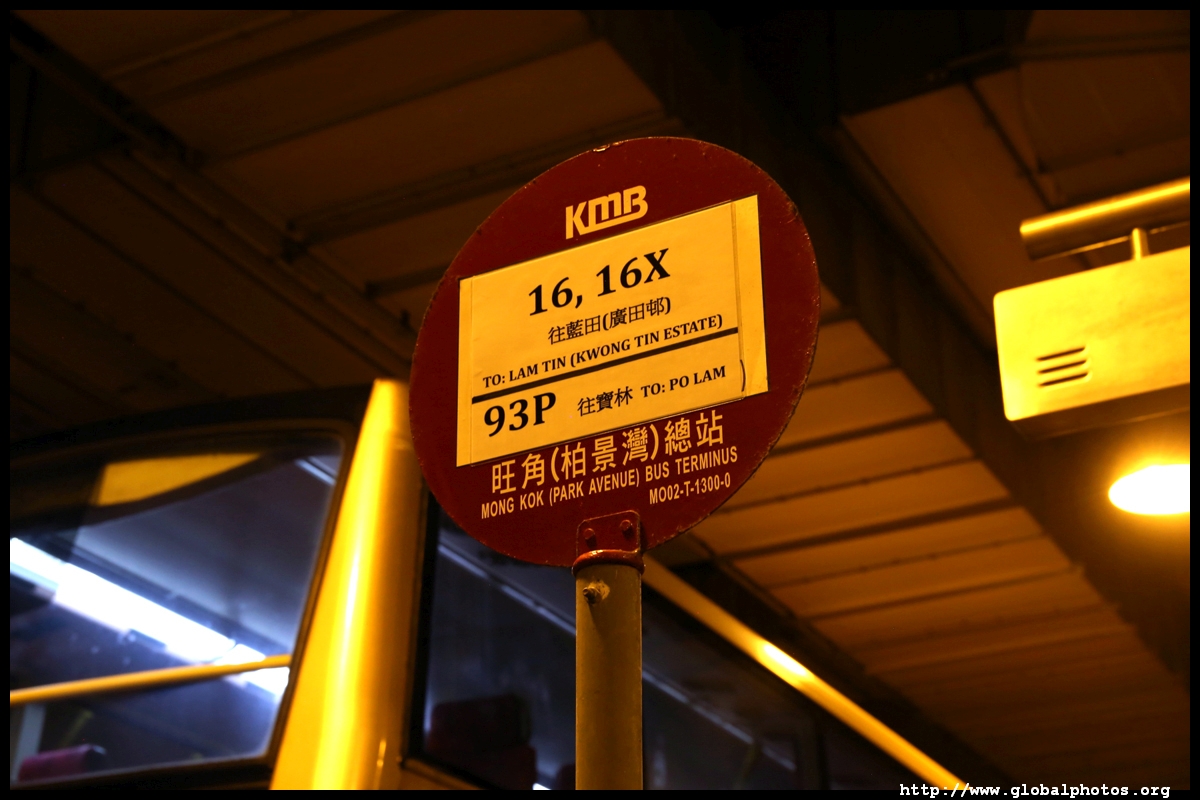 KMB
16, 16X
往藍田(廣田邨)
TO: LAM TIN (KWONG TIN ESTATE)
93P 往寶林 TO: PO LAM
旺角(柏景灣)總站
MONG KOK (PARK AVENUE) BUS TERMINUS
MO02-T-1300-0
http://www.globalphotos.org